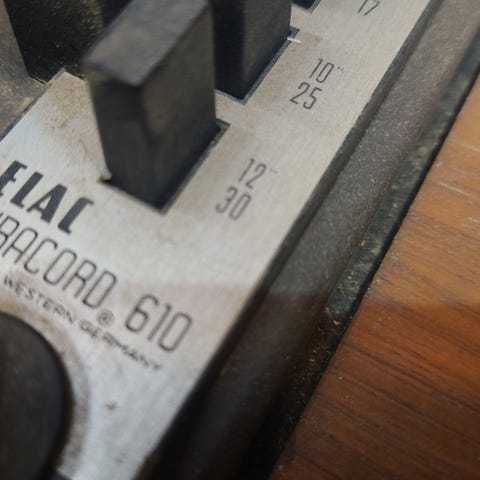 17
10"
25
12"
30
ELAC
RACORD 610
®
WESTERN GERMANY